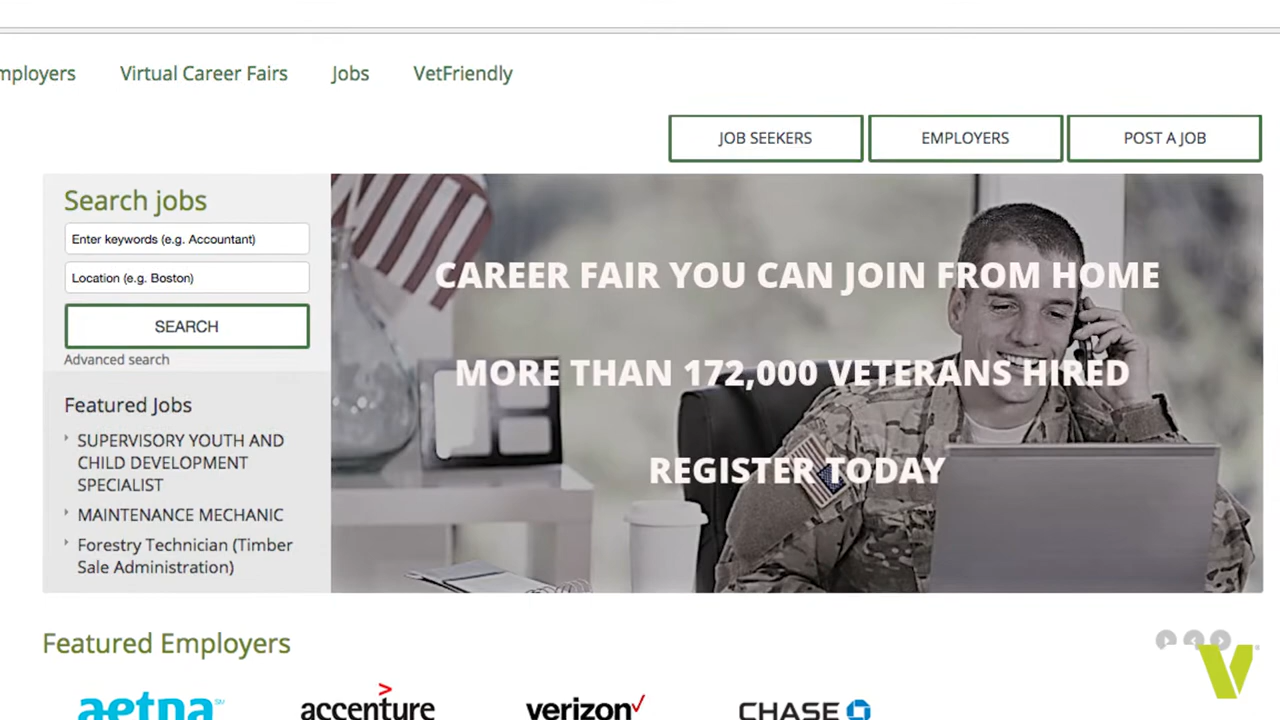 mployers Virtual Career Fairs Jobs VetFriendly
JOB SEEKERS EMPLOYERS POST A JOB
Search jobs
Enter keywords (e.g. Accountant)
Location (e.g. Boston)
SEARCH
Advanced search
Featured Jobs
SUPERVISORY YOUTH AND
CHILD DEVELOPMENT
SPECIALIST
MAINTENANCE MECHANIC
Forestry Technician (Timber
Sale Administration)
CAREER FAIR YOU CAN JOIN FROM HOME
MORE THAN 172,000 VETERANS HIRED
REGISTER TODAY
Featured Employers
aetna℠ accenture verizon CHASE
V